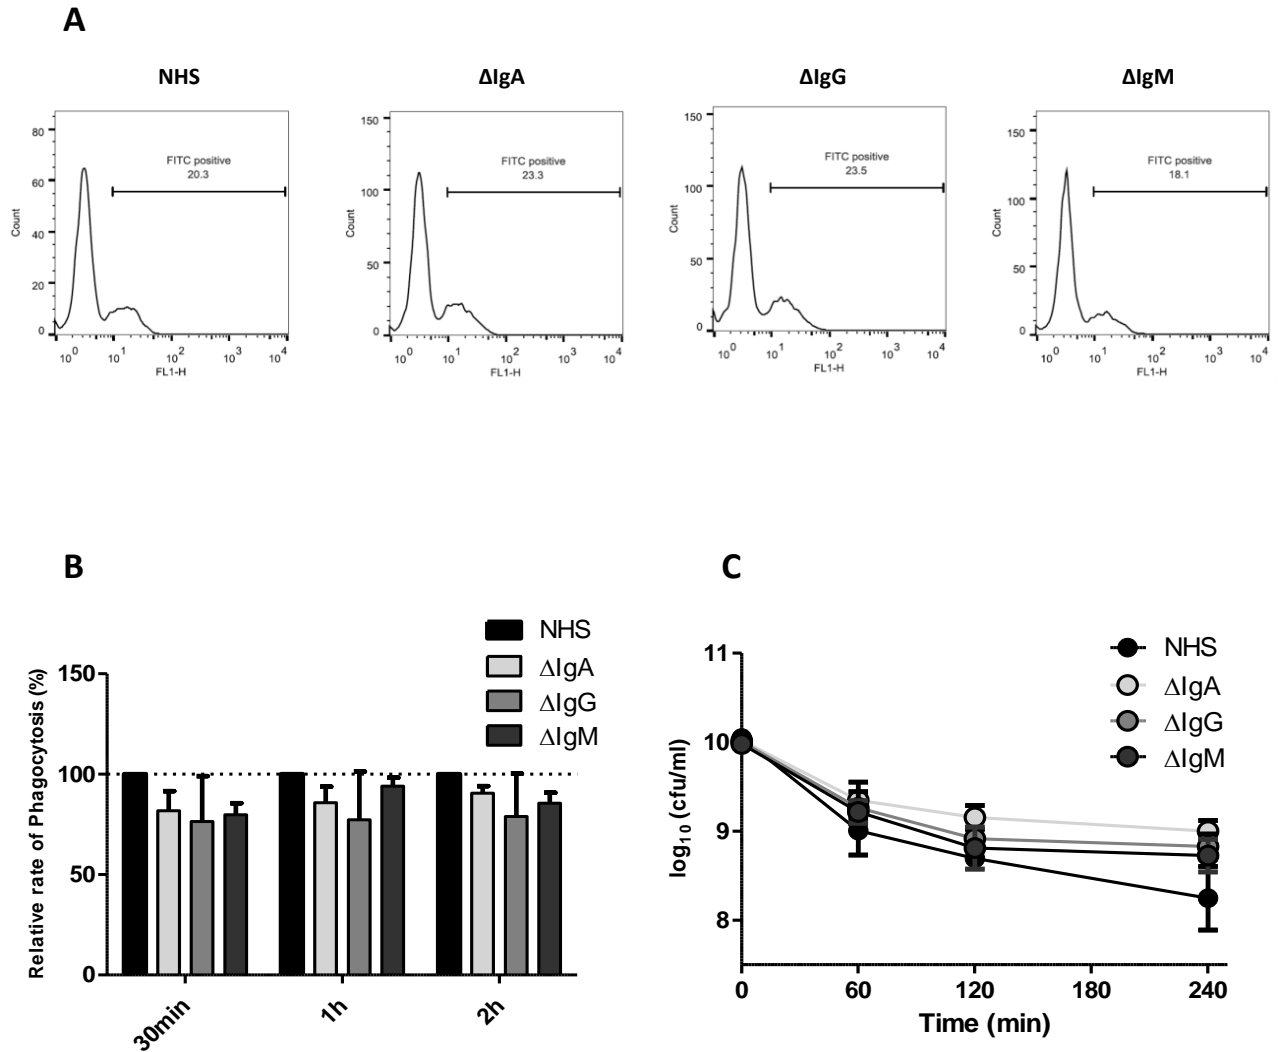 A
NHS
ΔIgA
ΔIgG
ΔIgM
80
60
40
20
0
Count
FITC positive
20.3
10^0 10^1 10^2 10^3 10^4
FL1-H
150
100
50
0
Count
FITC positive
23.3
10^0 10^1 10^2 10^3 10^4
FL1-H
150
100
50
0
Count
FITC positive
23.5
10^0 10^1 10^2 10^3 10^4
FL1-H
150
100
50
0
Count
FITC positive
18.1
10^0 10^1 10^2 10^3 10^4
FL1-H
B
NHS
ΔIgA
ΔIgG
ΔIgM
Relative rate of Phagocytosis (%)
150
100
50
0
30min
1h
2h
C
NHS
ΔIgA
ΔIgG
ΔIgM
log₁₀ (cfu/ml)
11
10
9
8
0 60 120 180 240
Time (min)